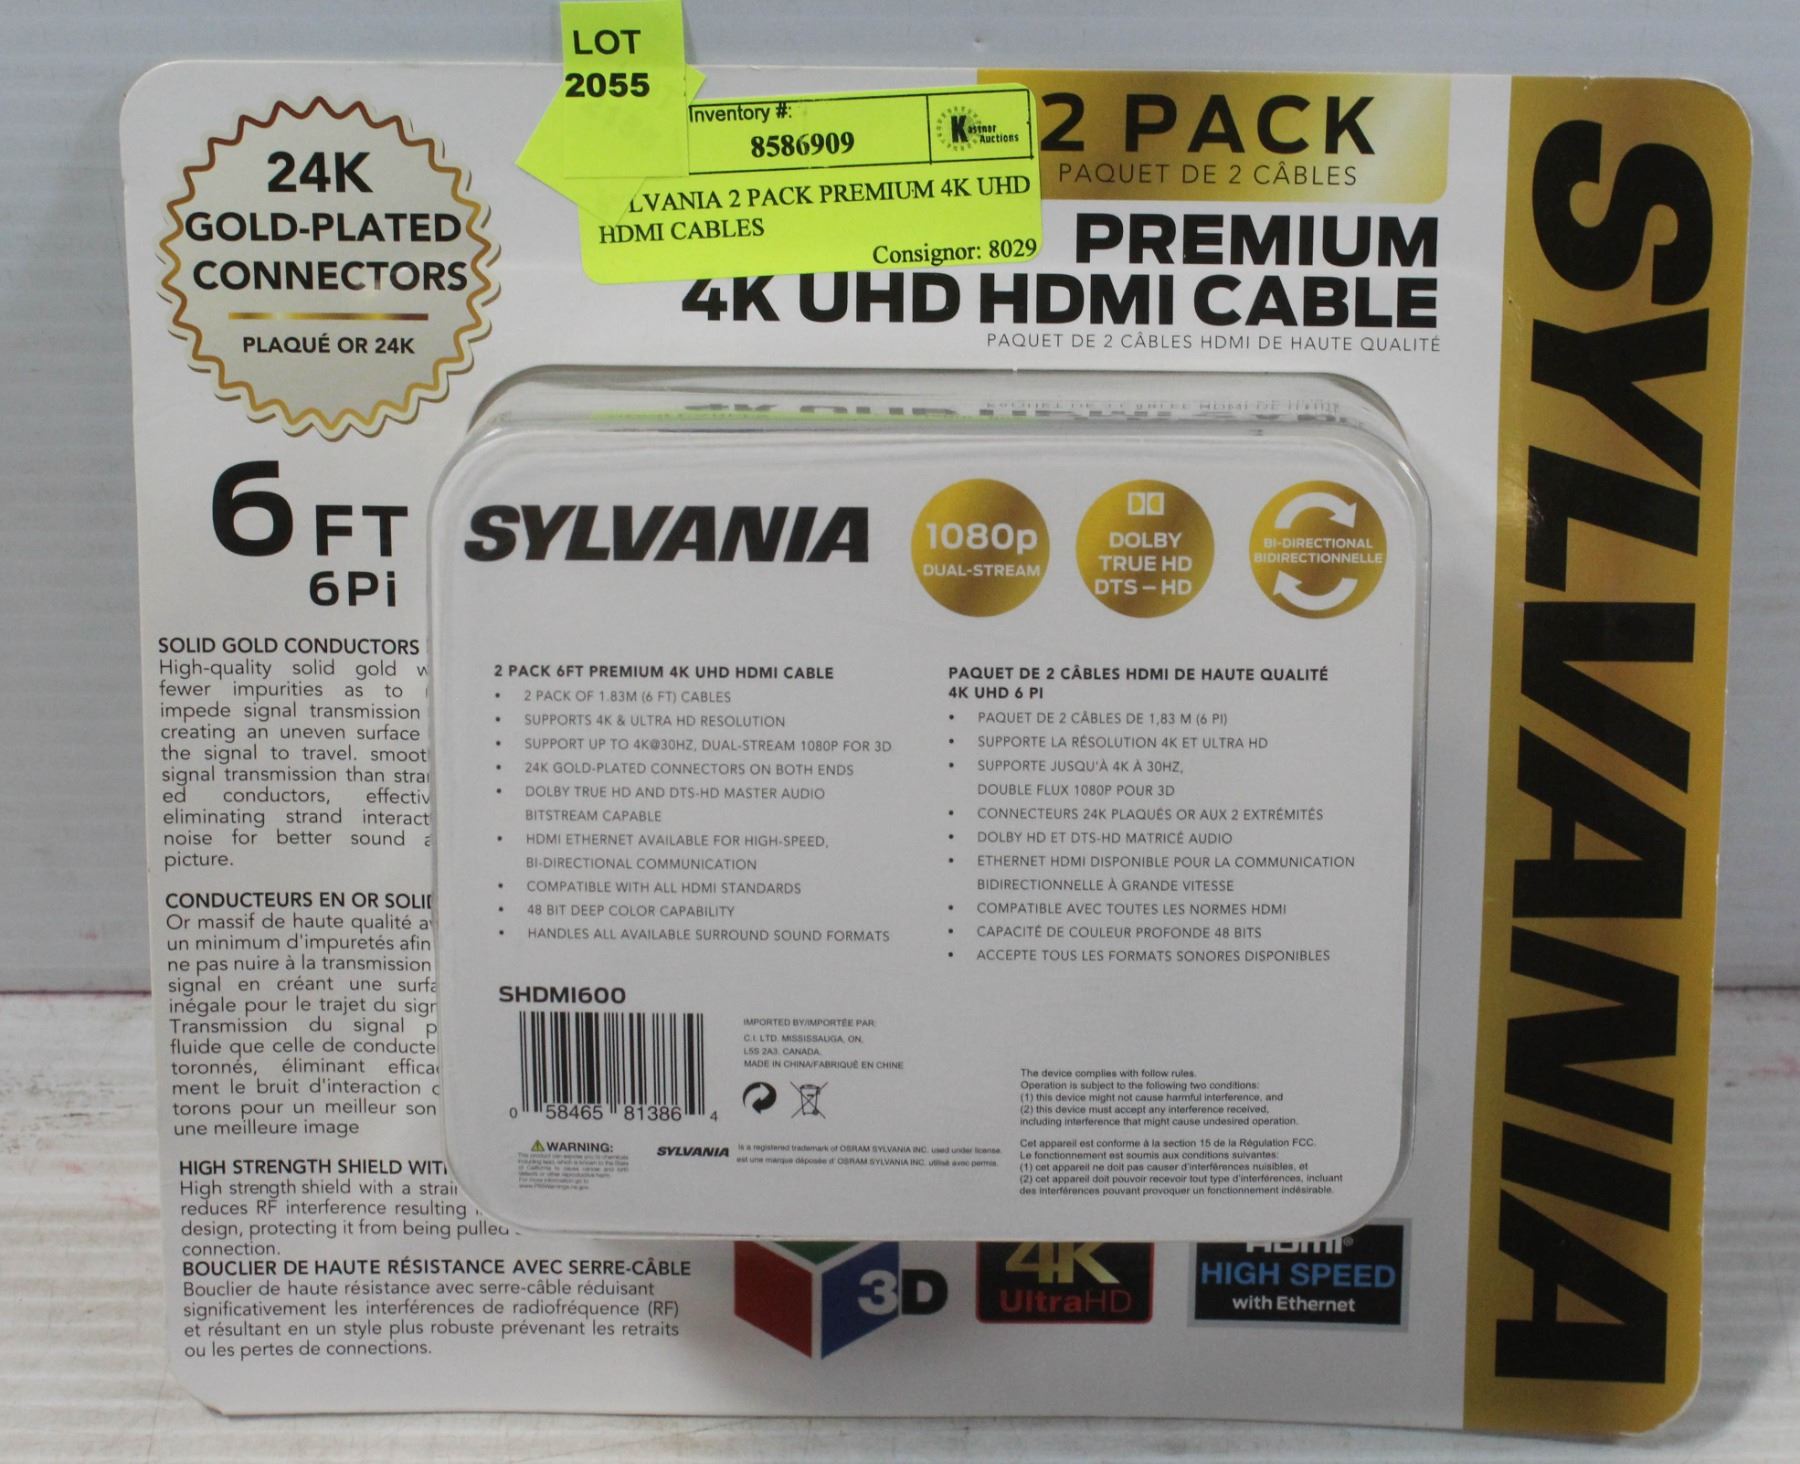 LOT
2055
Inventory #:
8586909
Kastner
Auctions
LVANIA 2 PACK PREMIUM 4K UHD
HDMI CABLES
Consignor: 8029
2 PACK
PAQUET DE 2 CÂBLES
PREMIUM
4K UHD HDMI CABLE
PAQUET DE 2 CÂBLES HDMI DE HAUTE QUALITÉ
SYLVANIA
24K
GOLD-PLATED
CONNECTORS
PLAQUÉ OR 24K
6 FT
6Pi
SOLID GOLD CONDUCTORS
High-quality solid gold
fewer impurities as to
impede signal transmission
creating an uneven surface
the signal to travel. smoot
signal transmission than
ed conductors, effectiv
eliminating strand interact
noise for better sound
picture.
CONDUCTEURS EN OR
Or massif de haute qualité
un minimum d'impuretés afin
ne pas nuire à la transmission
signal en créant une
inégale pour le trajet du
Transmission du signal
fluide que celle de
toronnés, éliminant
ment le bruit d'interaction
torons pour un meilleur son
une meilleure image
HIGH STRENGTH SHIELD
High strength shield with a
reduces RF interference resulting
design, protecting it from being pulled
connection.
BOUCLIER DE HAUTE RÉSISTANCE AVEC SERRE-CÂBLE
Bouclier de haute résistance avec serre-câble réduisant
significativement les interférences de radiofréquence (RF)
et résultant en un style plus robuste prévenant les retraits
ou les pertes de connections.
SYLVANIA
1080p
DUAL-STREAM
DOLBY
TRUE HD
DTS – HD
BI-DIRECTIONAL
BIDIRECTIONNELLE
2 PACK 6FT PREMIUM 4K UHD HDMI CABLE
• 2 PACK OF 1.83M (6 FT) CABLES
• SUPPORTS 4K & ULTRA HD RESOLUTION
• SUPPORT UP TO 4K@30HZ, DUAL-STREAM 1080P FOR 3D
• 24K GOLD-PLATED CONNECTORS ON BOTH ENDS
• DOLBY TRUE HD AND DTS-HD MASTER AUDIO
BITSTREAM CAPABLE
• HDMI ETHERNET AVAILABLE FOR HIGH-SPEED,
BI-DIRECTIONAL COMMUNICATION
• COMPATIBLE WITH ALL HDMI STANDARDS
• 48 BIT DEEP COLOR CAPABILITY
• HANDLES ALL AVAILABLE SURROUND SOUND FORMATS
PAQUET DE 2 CÂBLES HDMI DE HAUTE QUALITÉ
4K UHD 6 PI
• PAQUET DE 2 CÂBLES DE 1,83 M (6 PI)
• SUPPORTE LA RÉSOLUTION 4K ET ULTRA HD
• SUPPORTE JUSQU'À 4K À 30HZ,
DOUBLE FLUX 1080P POUR 3D
• CONNECTEURS 24K PLAQUÉS OR AUX 2 EXTRÉMITÉS
• DOLBY HD ET DTS-HD MATRICÉ AUDIO
• ETHERNET HDMI DISPONIBLE POUR LA COMMUNICATION
BIDIRECTIONNELLE À GRANDE VITESSE
• COMPATIBLE AVEC TOUTES LES NORMES HDMI
• CAPACITÉ DE COULEUR PROFONDE 48 BITS
• ACCEPTE TOUS LES FORMATS SONORES DISPONIBLES
SHDMI600
0 58465 81386 4
IMPORTED BY/IMPORTÉE PAR:
C.I. LTD. MISSISSAUGA, ON,
L5S 2A3. CANADA.
MADE IN CHINA/FABRIQUÉ EN CHINE
WARNING:
SYLVANIA is a registered trademark of OSRAM SYLVANIA INC. used under license.
est une marque déposée d' OSRAM SYLVANIA INC. utilisé avec permis.
The device complies with follow rules.
Operation is subject to the following two conditions:
(1) this device might not cause harmful interference, and
(2) this device must accept any interference received,
including interference that might cause undesired operation.
Cet appareil est conforme à la section 15 de la Régulation FCC.
Le fonctionnement est soumis aux conditions suivantes:
(1) cet appareil ne doit pas causer d'interférences nuisibles, et
(2) cet appareil doit pouvoir recevoir tout type d'interférences, incluant
des interférences pouvant provoquer un fonctionnement indésirable.
3D
4K
UltraHD
HDMI®
HIGH SPEED
with Ethernet